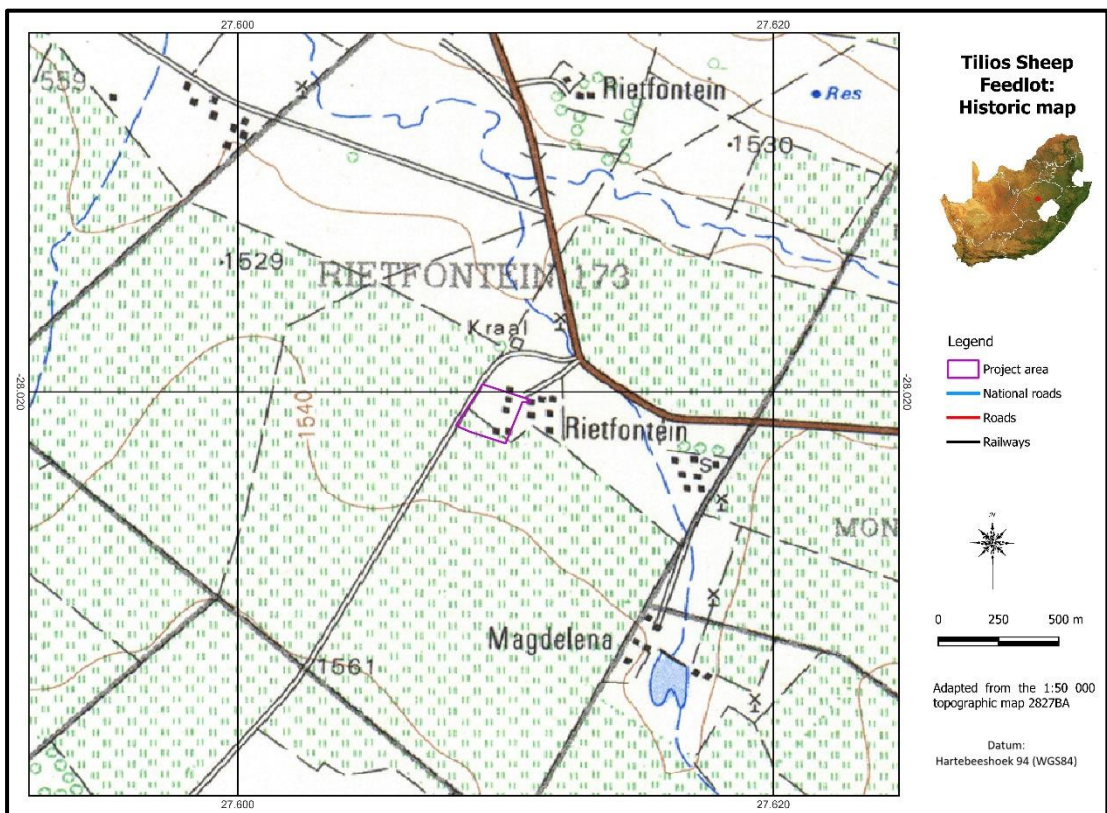 27.600
27.620
Tilios Sheep
Feedlot:
Historic map
559
Rietfontein
Res
1530
1529
RIETFONTEIN 173
Kraal
-28.020
-28.020
1540
Rietfontein
S
MON
Magdelena
1561
Legend
Project area
National roads
Roads
Railways
N
0 250 500 m
Adapted from the 1:50 000
topographic map 2827BA
Datum:
Hartebeeshoek 94 (WGS84)
27.600
27.620